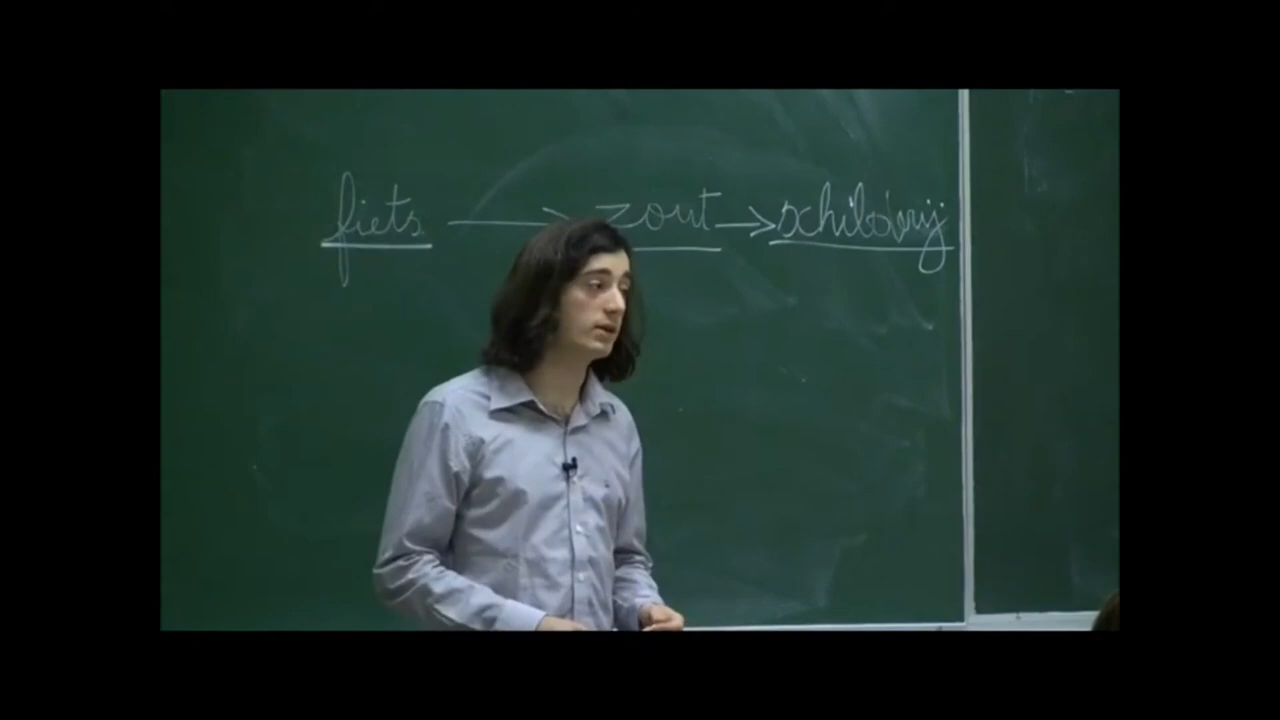 fiets → zout → schilderij